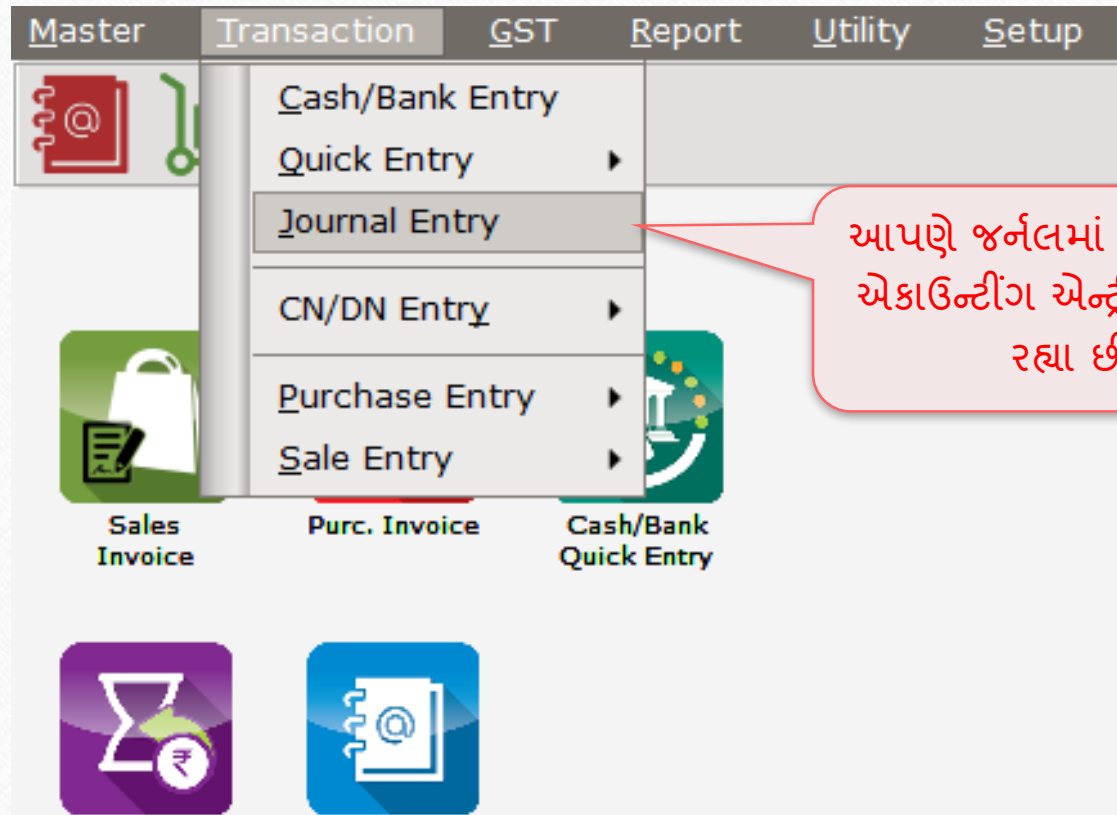 Master Transaction GST Report Utility Setup
Cash/Bank Entry
Quick Entry
Journal Entry
CN/DN Entry
Purchase Entry
Sale Entry
આપણે જર્નલમાં
એકાઉન્ટીંગ
રહ્યા
Sales
Invoice
Purc. Invoice
Cash/Bank
Quick Entry